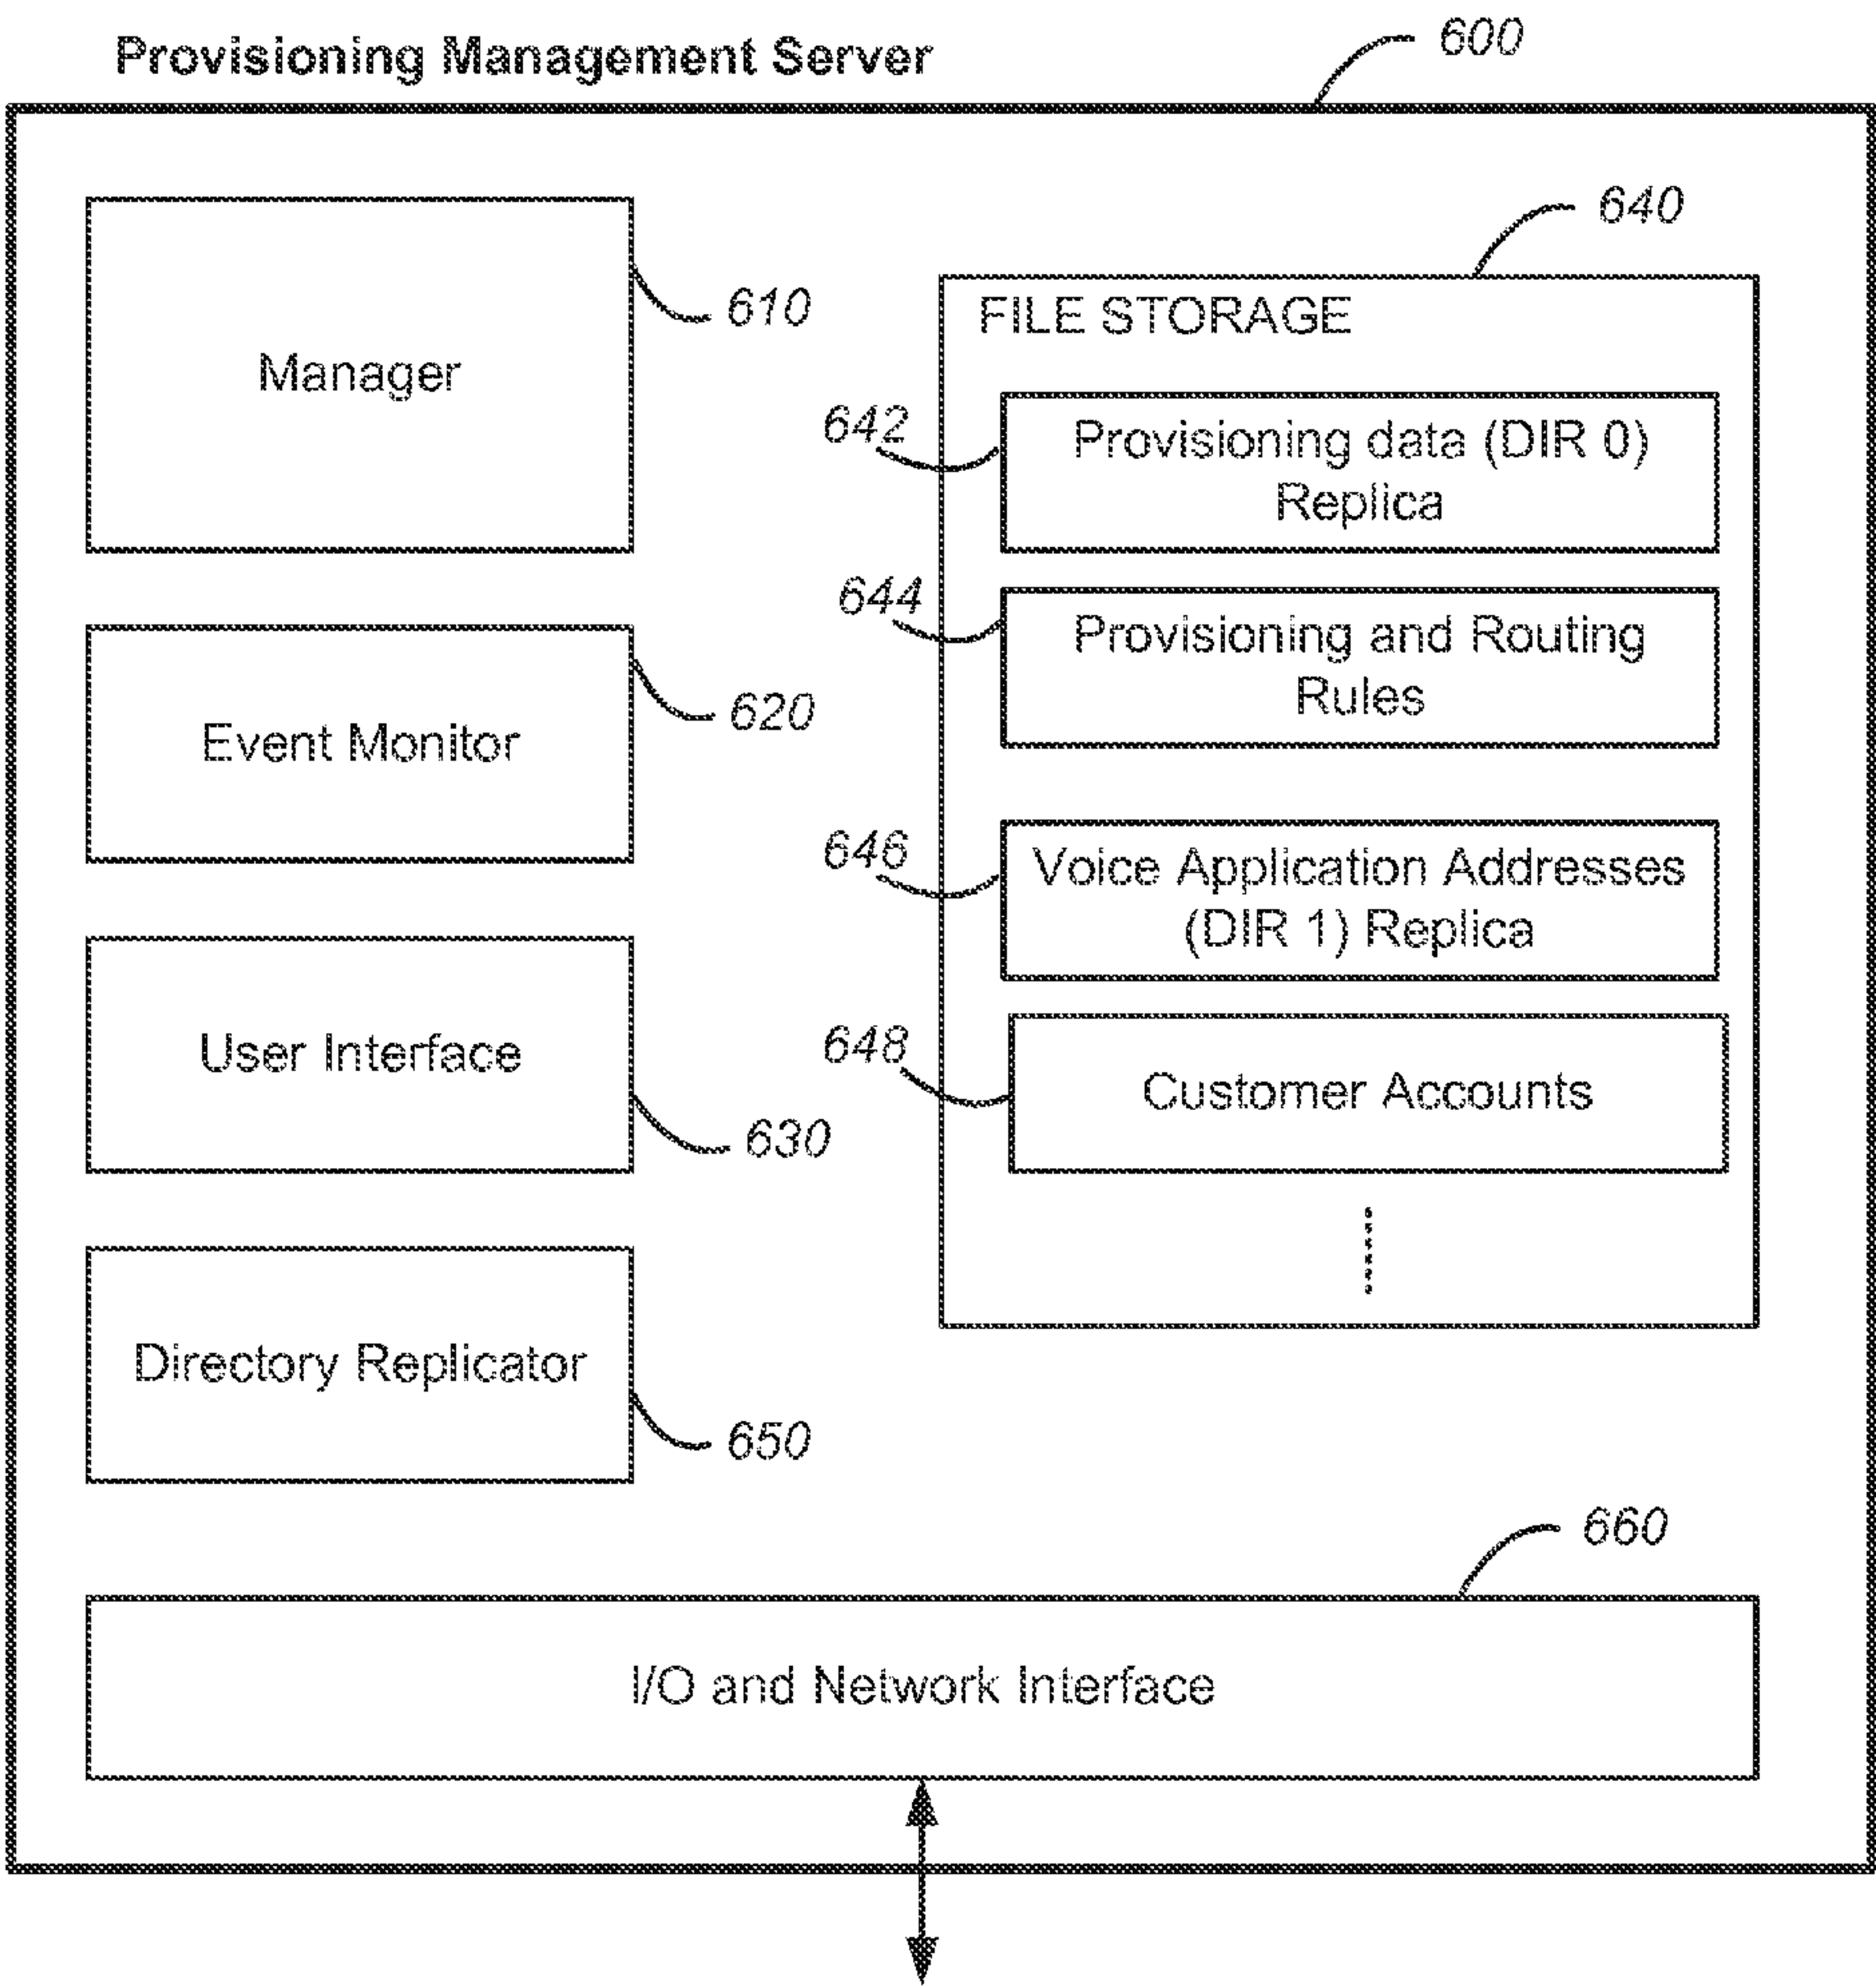 Provisioning Management Server
600
Manager
610
640
FILE STORAGE
642
Provisioning data (DIR 0)
Replica
644
Provisioning and Routing
Rules
Event Monitor
620
646
Voice Application Addresses
(DIR 1) Replica
User Interface
630
648
Customer Accounts
Directory Replicator
650
660
I/O and Network Interface